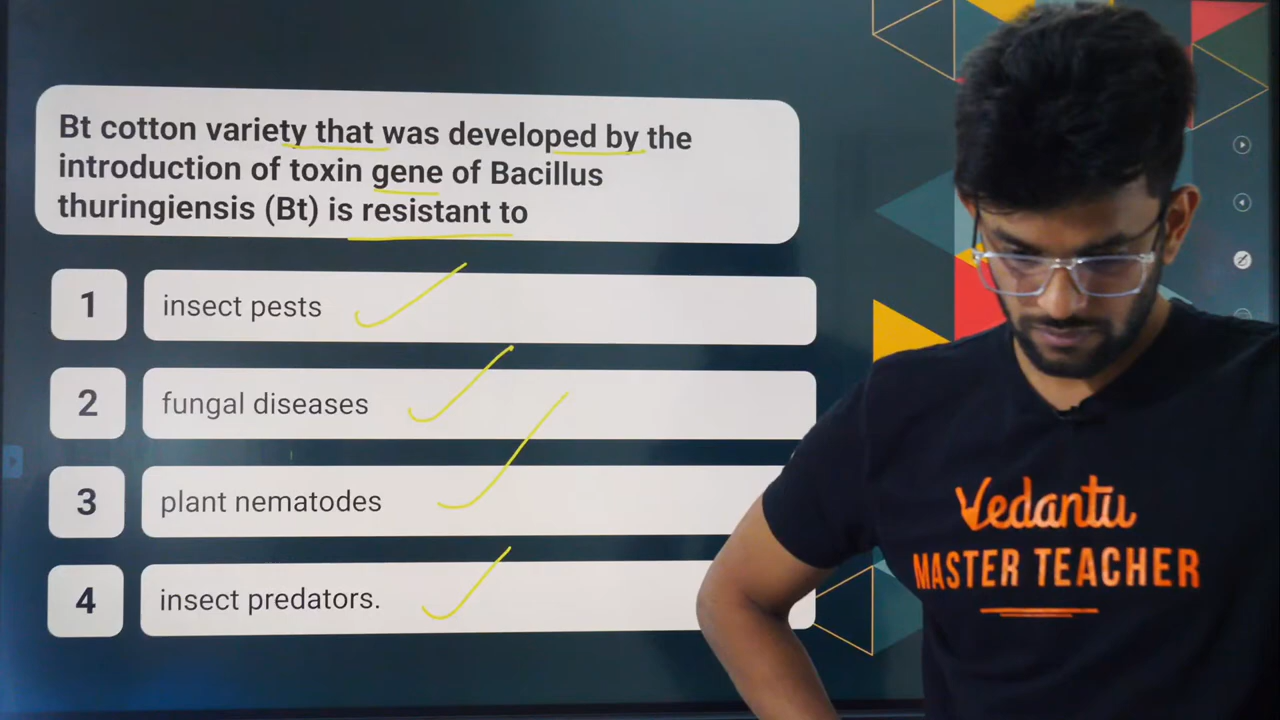 Bt cotton variety that was developed by the
introduction of toxin gene of Bacillus
thuringiensis (Bt) is resistant to
1 insect pests
2 fungal diseases
3 plant nematodes
4 insect predators.
Vedantu
MASTER TEACHER